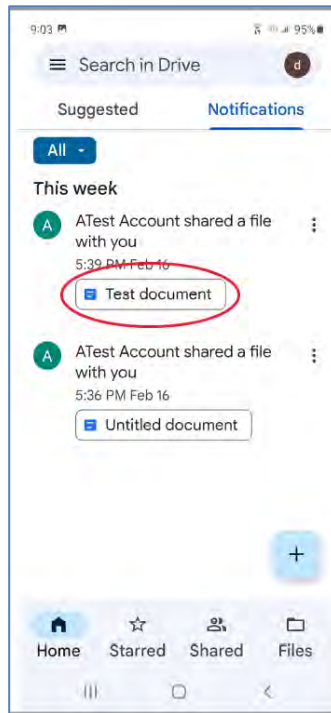 9:03
95%
Search in Drive
d
Suggested Notifications
All
This week
A
ATest Account shared a file
with you
5:39 PM Feb 16
Test document
A
ATest Account shared a file
with you
5:36 PM Feb 16
Untitled document
+
Home Starred Shared Files